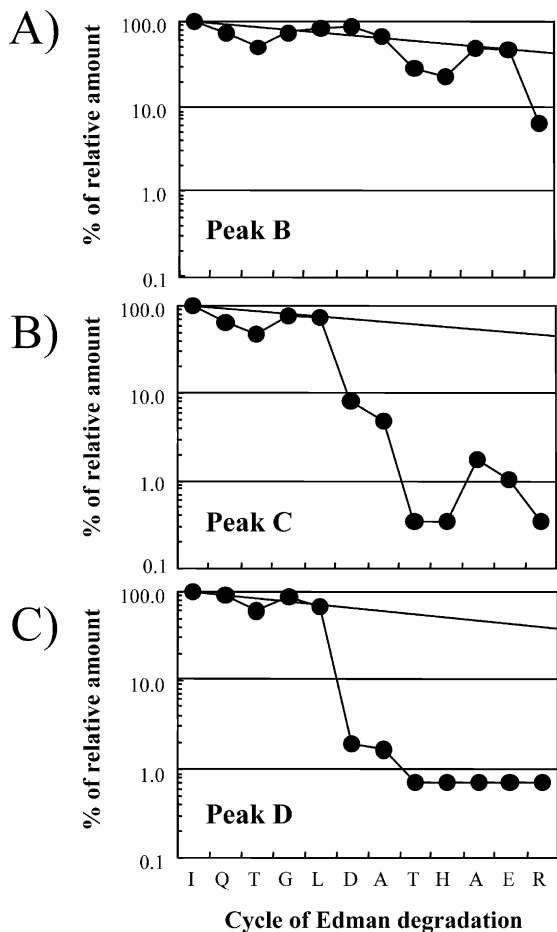 A)
% of relative amount
100.0
10.0
1.0
0.1
Peak B
B)
% of relative amount
100.0
10.0
1.0
0.1
Peak C
C)
% of relative amount
100.0
10.0
1.0
0.1
Peak D
I Q T G L D A T H A E R
Cycle of Edman degradation